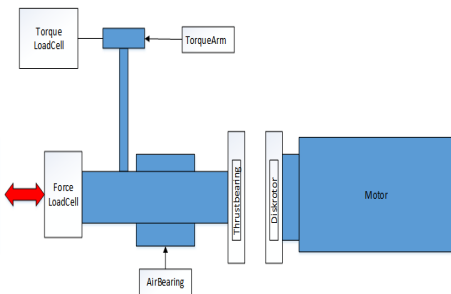 Torque
LoadCell
TorqueArm
Force
LoadCell
Thrustbearing
Diskrotor
Motor
AirBearing